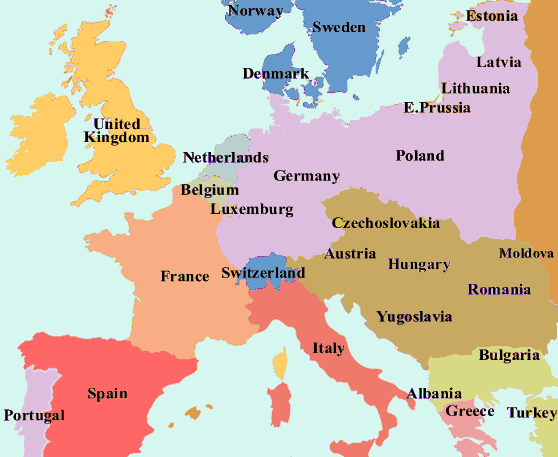 Norway
Estonia
Sweden
Latvia
Denmark
Lithuania
E.Prussia
United
Kingdom
Netherlands
Poland
Germany
Belgium
Luxemburg
Czechoslovakia
Austria
Moldova
Hungary
France
Switzerland
Romania
Yugoslavia
Italy
Bulgaria
Spain
Albania
Portugal
Greece
Turkey